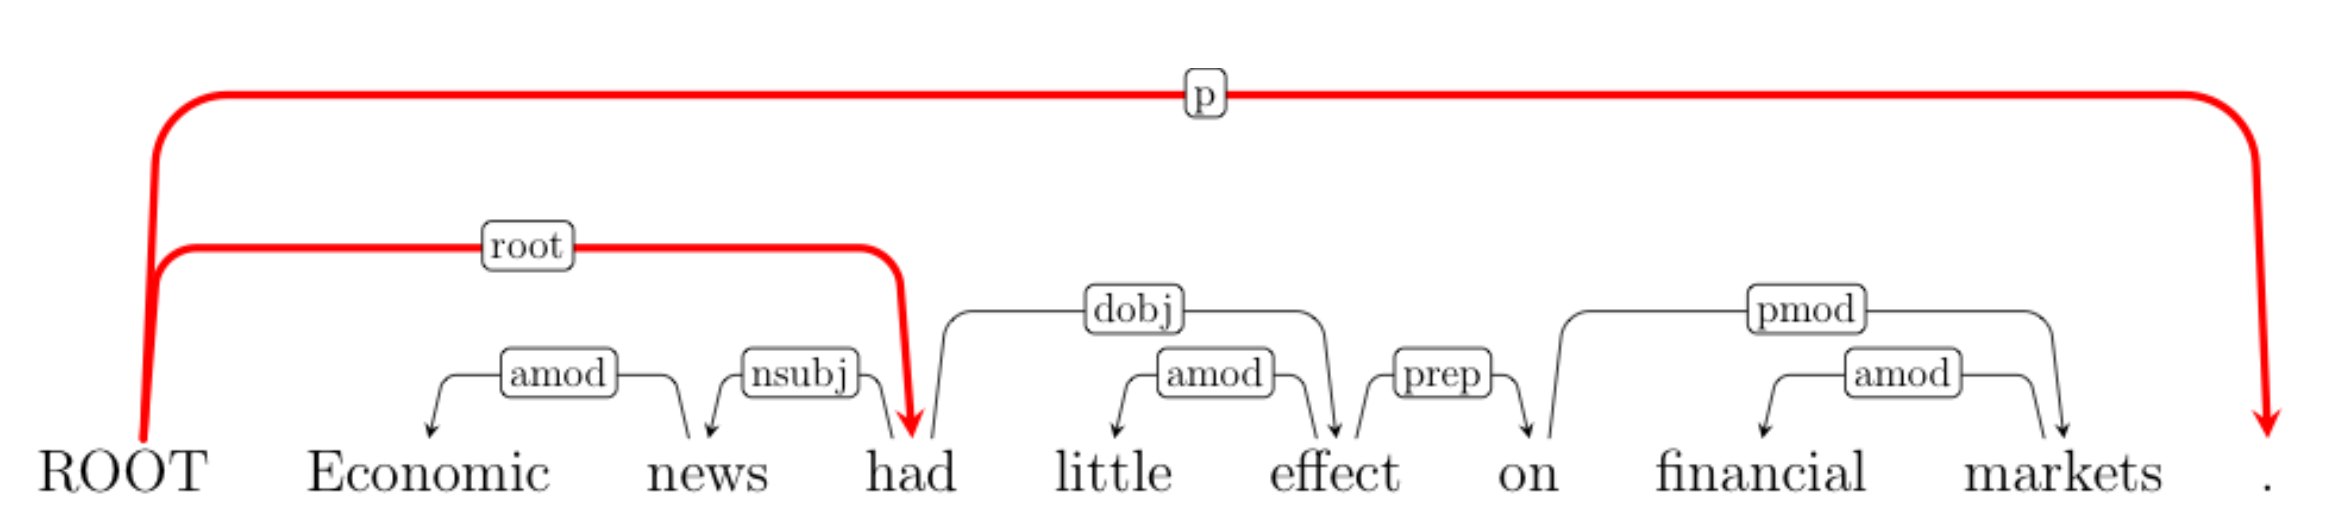 p
root
dobj pmod
amod nsubj amod prep amod
ROOT Economic news had little effect on financial markets .